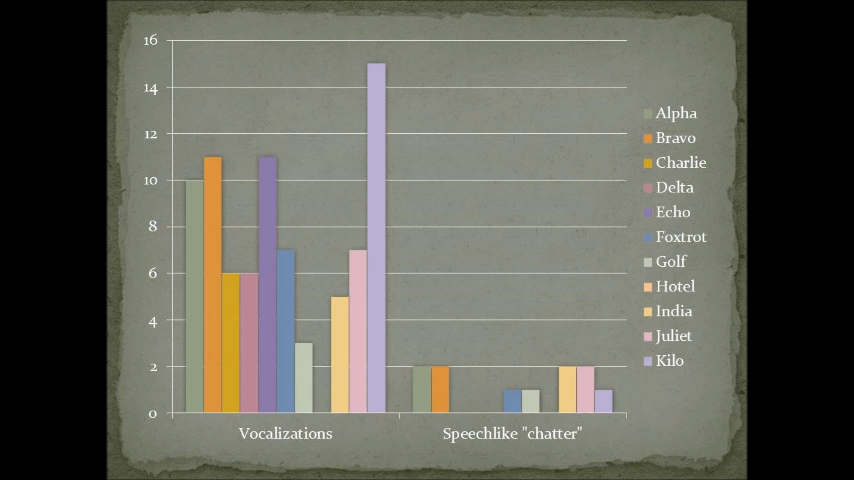 16
14
12
10
8
6
4
2
0
Vocalizations
Speechlike "chatter"
Alpha
Bravo
Charlie
Delta
Echo
Foxtrot
Golf
Hotel
India
Juliet
Kilo